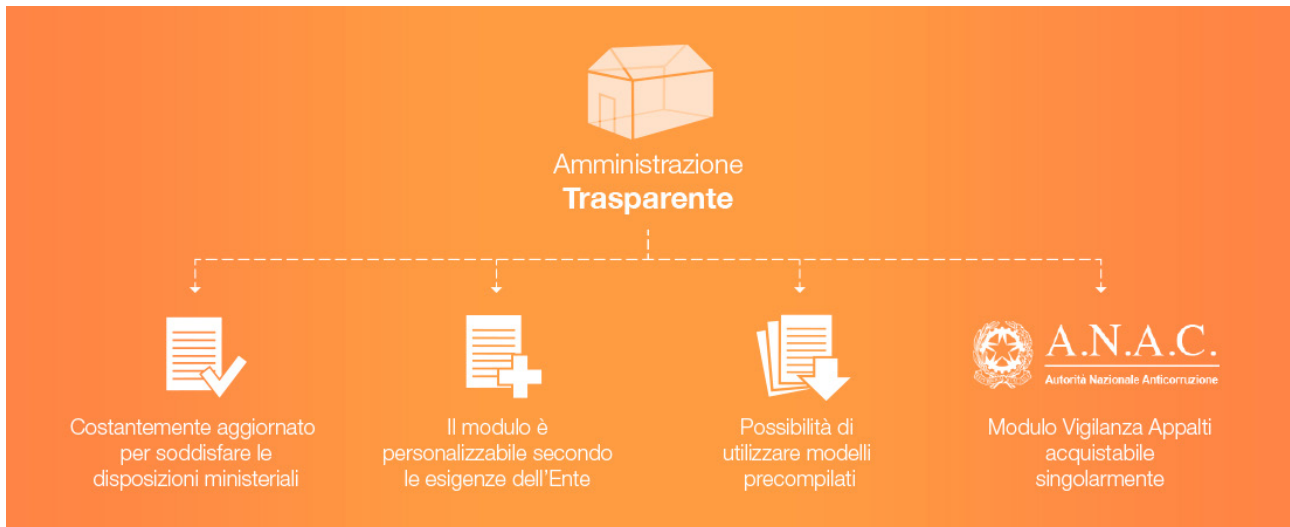 Amministrazione
Trasparente
Costantemente aggiornato
per soddisfare le
disposizioni ministeriali
Il modulo è
personalizzabile secondo
le esigenze dell'Ente
Possibilità di
utilizzare modelli
precompilati
A.N.A.C.
Autorità Nazionale Anticorruzione
Modulo Vigilanza Appalti
acquistabile
singolarmente